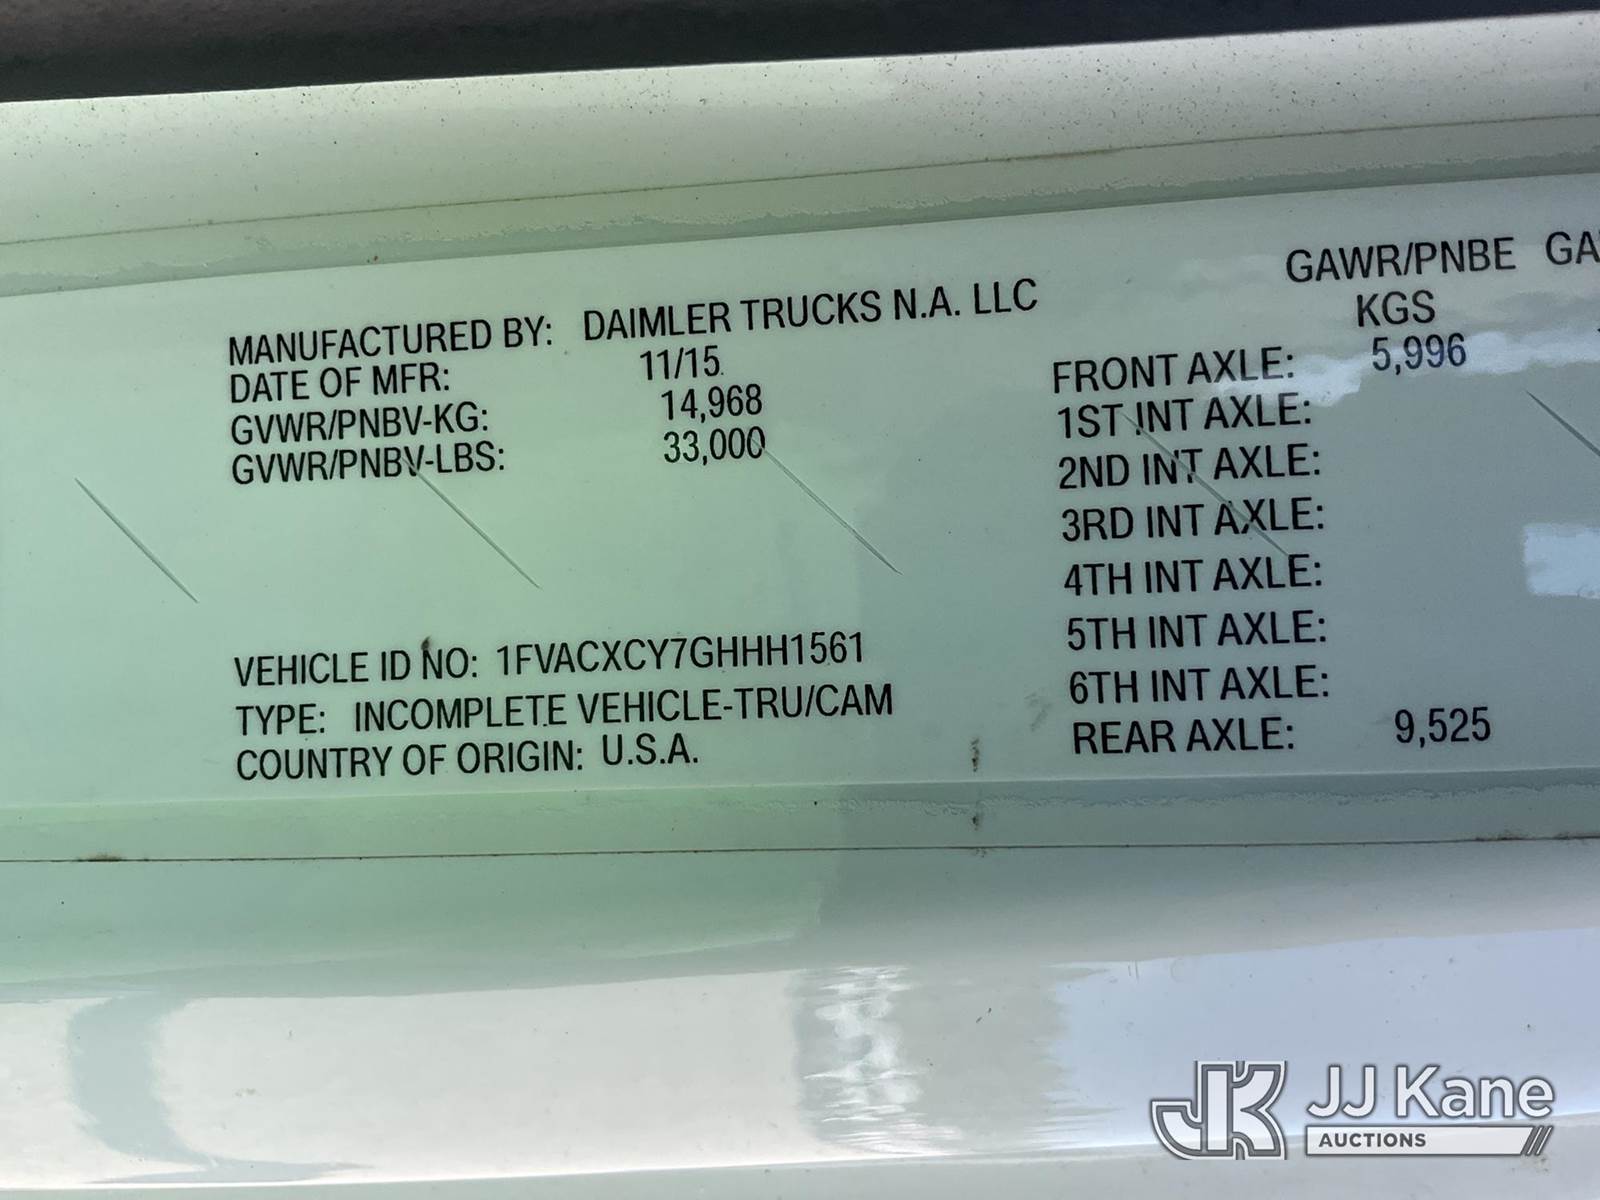 MANUFACTURED BY: DAIMLER TRUCKS N.A. LLC
DATE OF MFR: 11/15
GVWR/PNBV-KG: 14,968
GVWR/PNBV-LBS: 33,000
VEHICLE ID NO: 1FVACXCY7GHHH1561
TYPE: INCOMPLETE VEHICLE-TRU/CAM
COUNTRY OF ORIGIN: U.S.A.
GAWR/PNBE GA
KGS
FRONT AXLE: 5,996
1ST INT AXLE:
2ND INT AXLE:
3RD INT AXLE:
4TH INT AXLE:
5TH INT AXLE:
6TH INT AXLE:
REAR AXLE: 9,525
JK JJ Kane
AUCTIONS